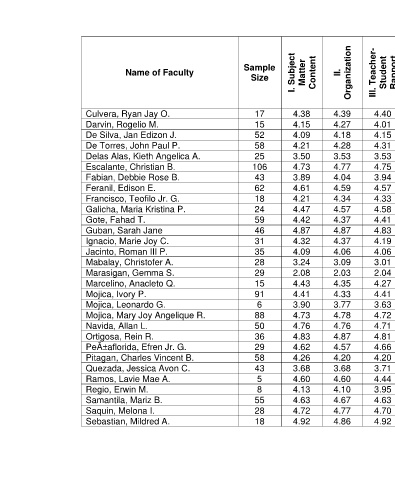 Name of Faculty Sample Size I. Subject Matter Content II. Organization III. Teacher-Student Rapport
Culvera, Ryan Jay O. 17 4.38 4.39 4.40
Darvin, Rogelio M. 15 4.15 4.27 4.01
De Silva, Jan Edizon J. 52 4.09 4.18 4.15
De Torres, John Paul P. 58 4.21 4.28 4.31
Delas Alas, Kieth Angelica A. 25 3.50 3.53 3.53
Escalante, Christian B. 106 4.73 4.77 4.75
Fabian, Debbie Rose B. 43 3.89 4.04 3.94
Feranil, Edison E. 62 4.61 4.59 4.57
Francisco, Teofilo Jr. G. 18 4.21 4.34 4.33
Galicha, Maria Kristina P. 24 4.47 4.57 4.58
Gote, Fahad T. 59 4.42 4.37 4.41
Guban, Sarah Jane 46 4.87 4.87 4.83
Ignacio, Marie Joy C. 31 4.32 4.37 4.19
Jacinto, Roman III P. 35 4.09 4.06 4.06
Mabalay, Christofer A. 28 3.24 3.09 3.01
Marasigan, Gemma S. 29 2.08 2.03 2.04
Marcelino, Anacleto Q. 15 4.43 4.35 4.27
Mojica, Ivory P. 91 4.41 4.33 4.41
Mojica, Leonardo G. 6 3.90 3.77 3.63
Mojica, Mary Joy Angelique R. 88 4.73 4.78 4.72
Navida, Allan L. 50 4.76 4.76 4.71
Ortigosa, Rein R. 36 4.83 4.87 4.81
PeÃ±aflorida, Efren Jr. G. 29 4.62 4.57 4.66
Pitagan, Charles Vincent B. 58 4.26 4.20 4.20
Quezada, Jessica Avon C. 43 3.68 3.68 3.71
Ramos, Lavie Mae A. 5 4.60 4.60 4.44
Regio, Erwin M. 8 4.13 4.10 3.95
Samantila, Mariz B. 55 4.63 4.67 4.63
Saquin, Melona I. 28 4.72 4.77 4.70
Sebastian, Mildred A. 18 4.92 4.86 4.92